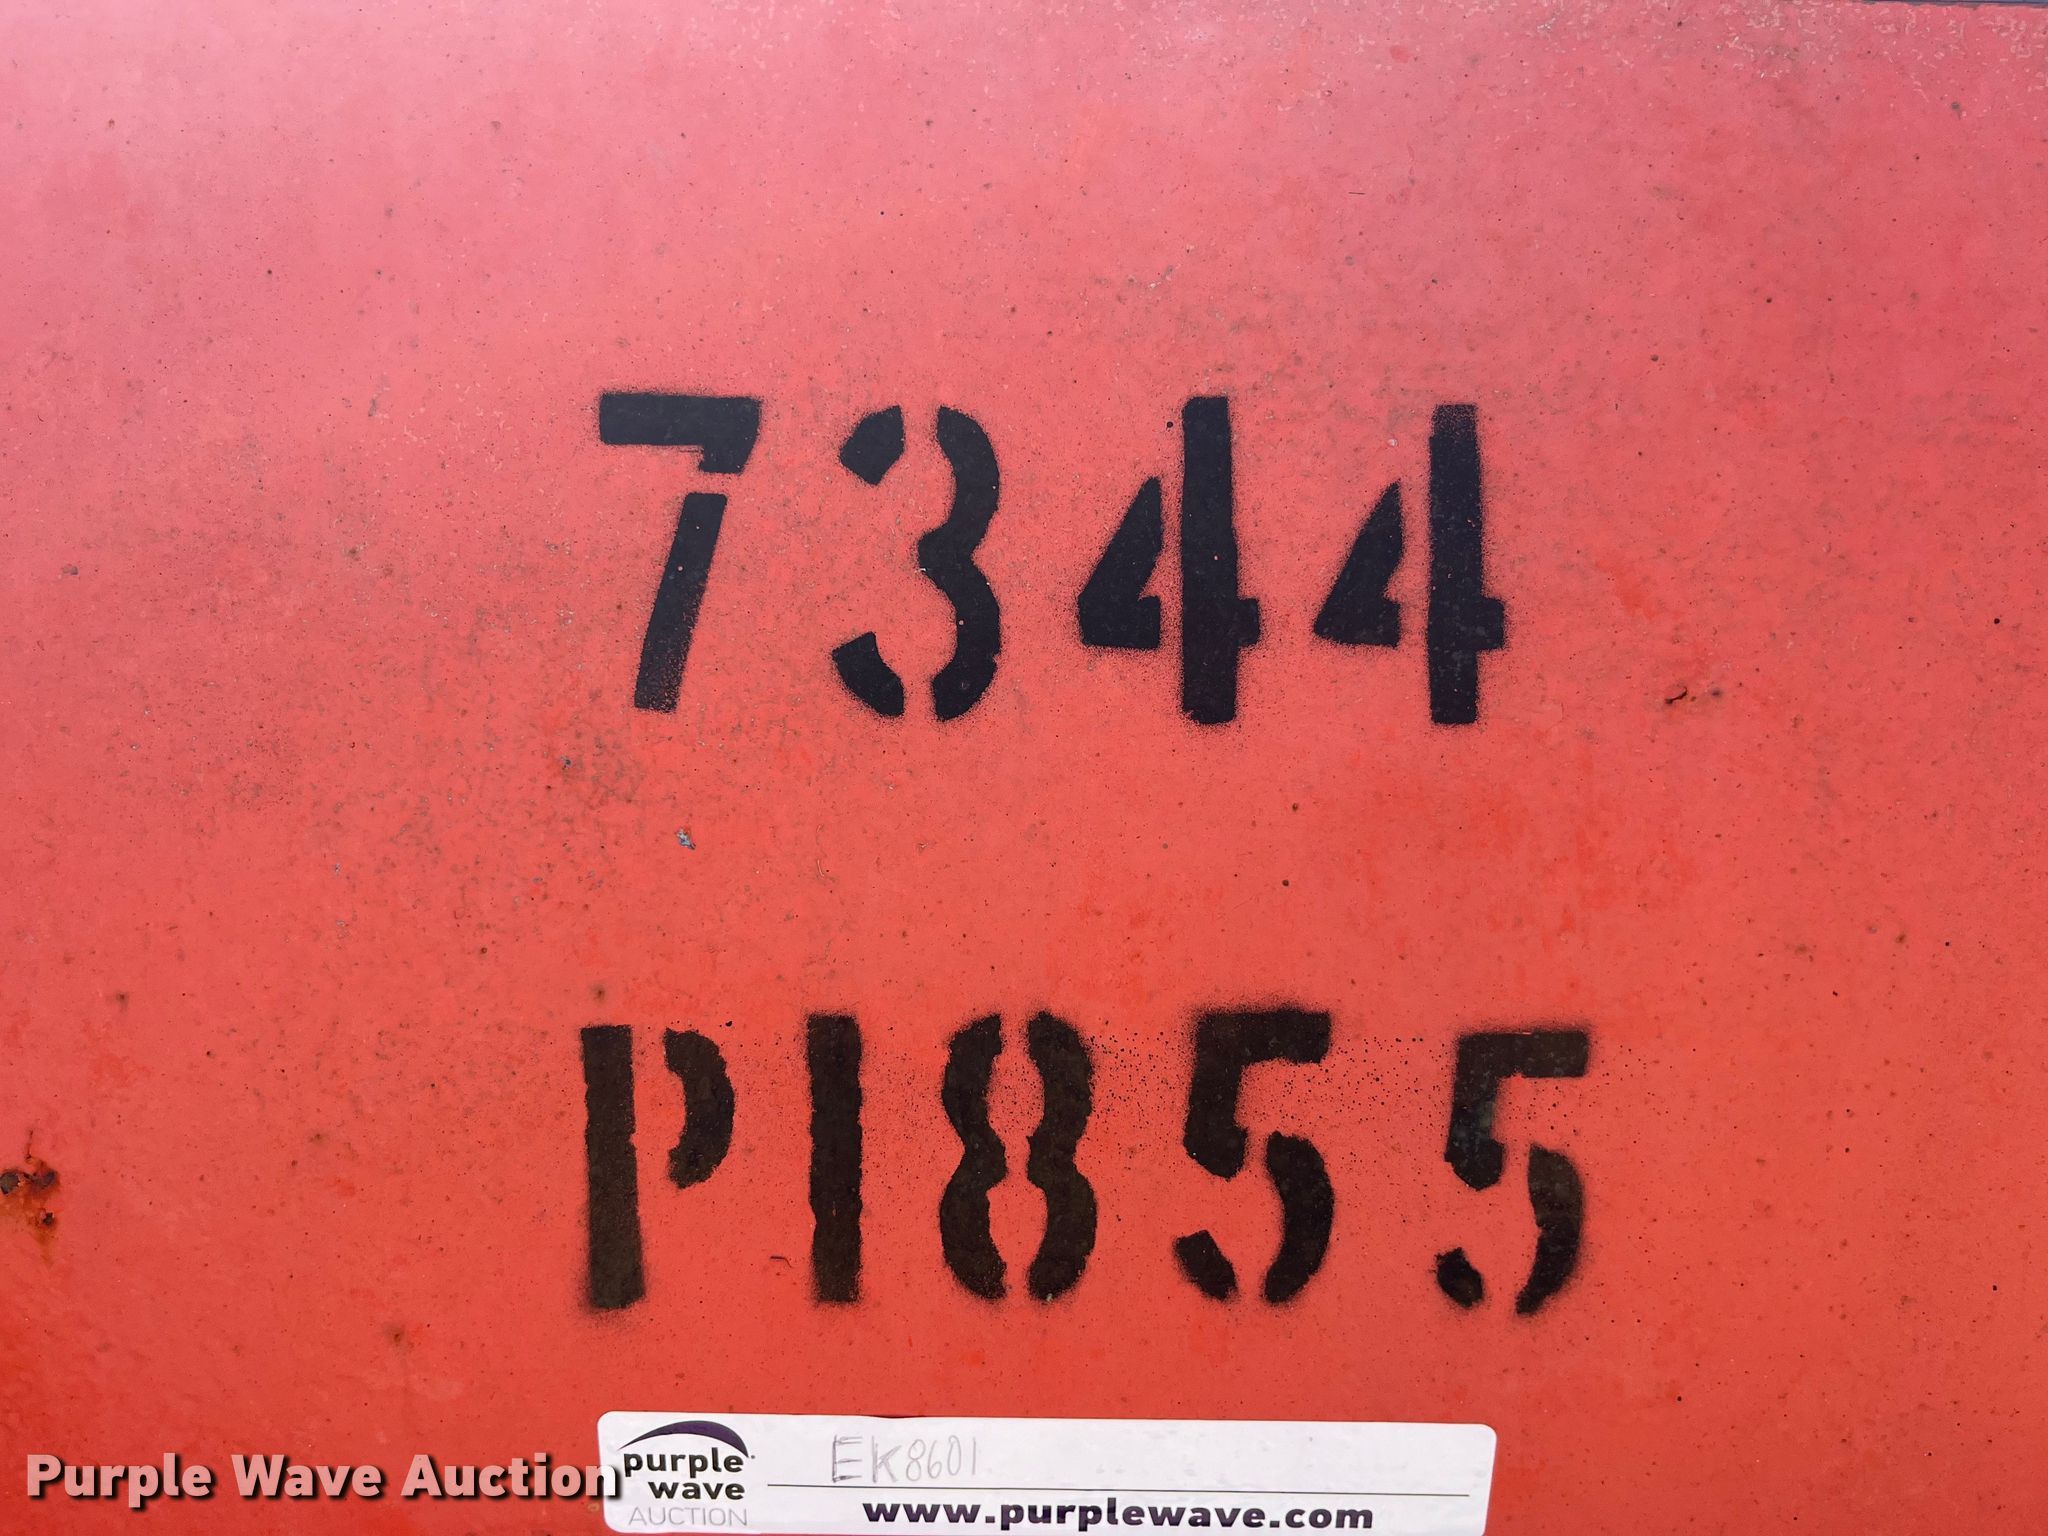 7344
P1855
purple
wave
AUCTION
EK8601
www.purplewave.com
Purple Wave Auction